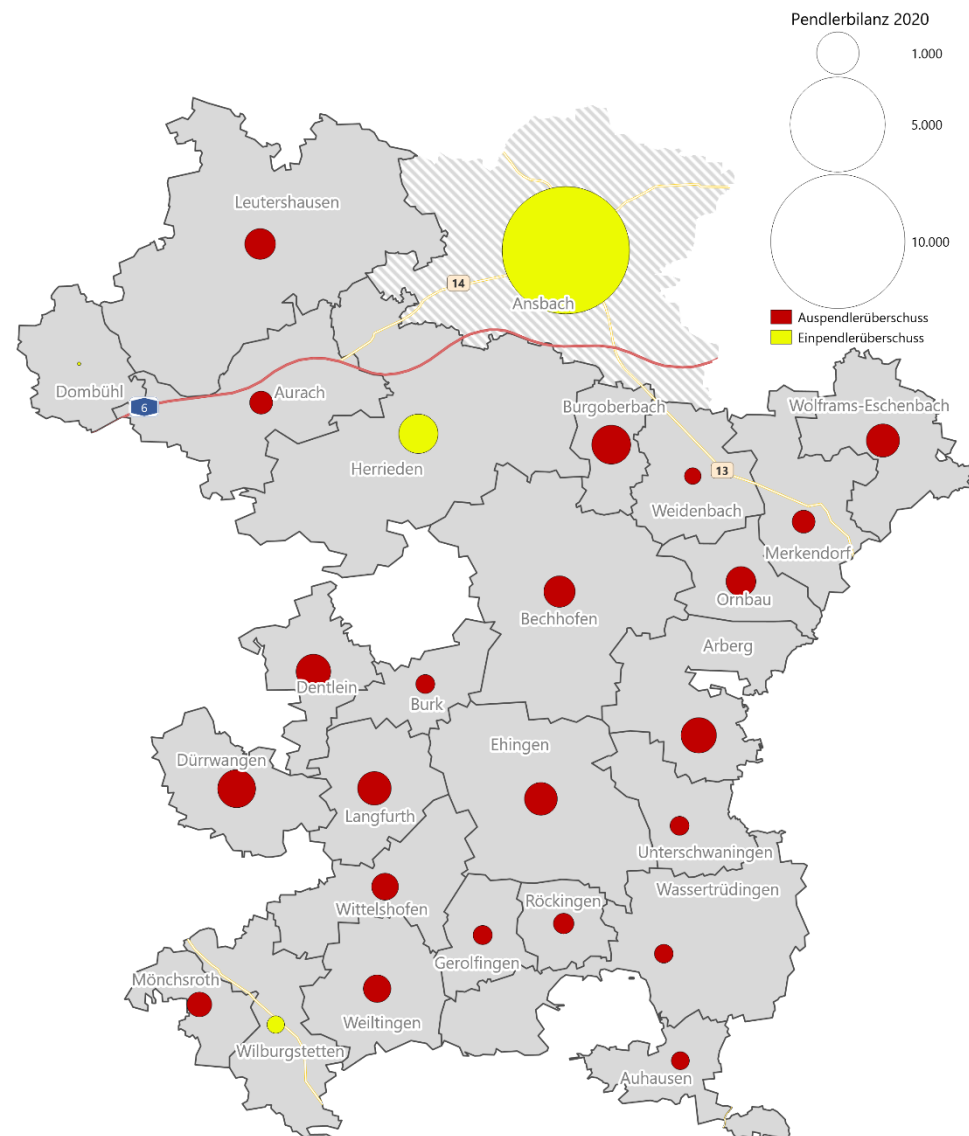 Pendlerbilanz 2020
1.000
5.000
10.000
Auspendlerüberschuss
Einpendlerüberschuss
Leutershausen
14
Ansbach
Dombühl
6
Aurach
Burgoberbach
Wolframs-Eschenbach
Herrieden
13
Weidenbach
Merkendorf
Ornbau
Bechhofen
Arberg
Dentlein
Burk
Ehingen
Dürrwangen
Langfurth
Unterschwaningen
Wassertrüdingen
Röckingen
Wittelshofen
Gerolfingen
Mönchsroth
Weiltingen
Wilburgstetten
Auhausen